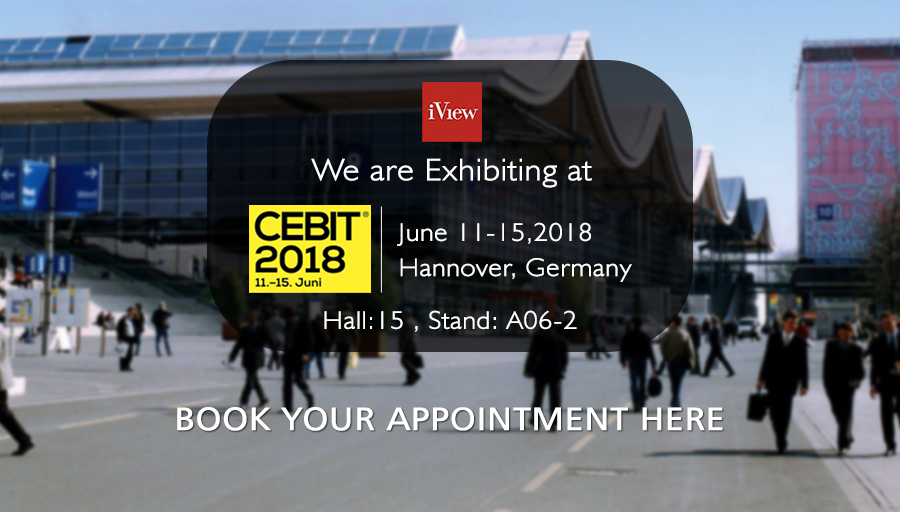 iView
We are Exhibiting at
CEBIT®
2018
11.–15. Juni
June 11-15,2018
Hannover, Germany
Hall:15 , Stand: A06-2
BOOK YOUR APPOINTMENT HERE
10